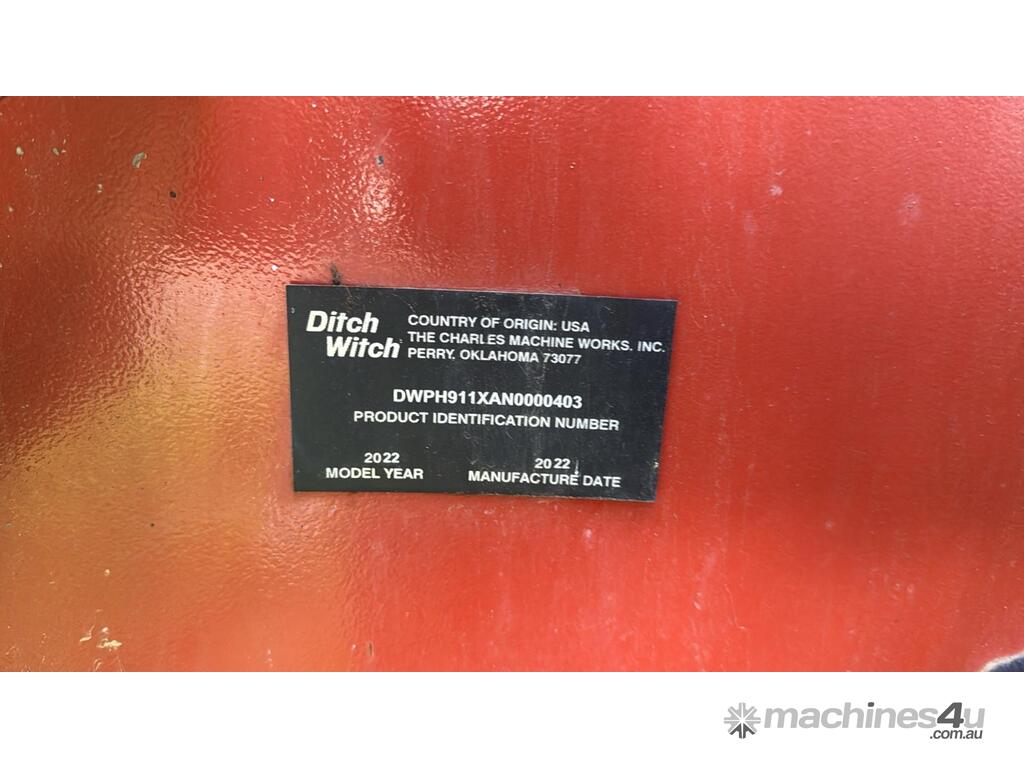 Ditch
Witch
COUNTRY OF ORIGIN: USA
THE CHARLES MACHINE WORKS, INC.
PERRY, OKLAHOMA 73077
DWPH911XAN0000403
PRODUCT IDENTIFICATION NUMBER
2022
MODEL YEAR
2022
MANUFACTURE DATE
machines4u
.com.au